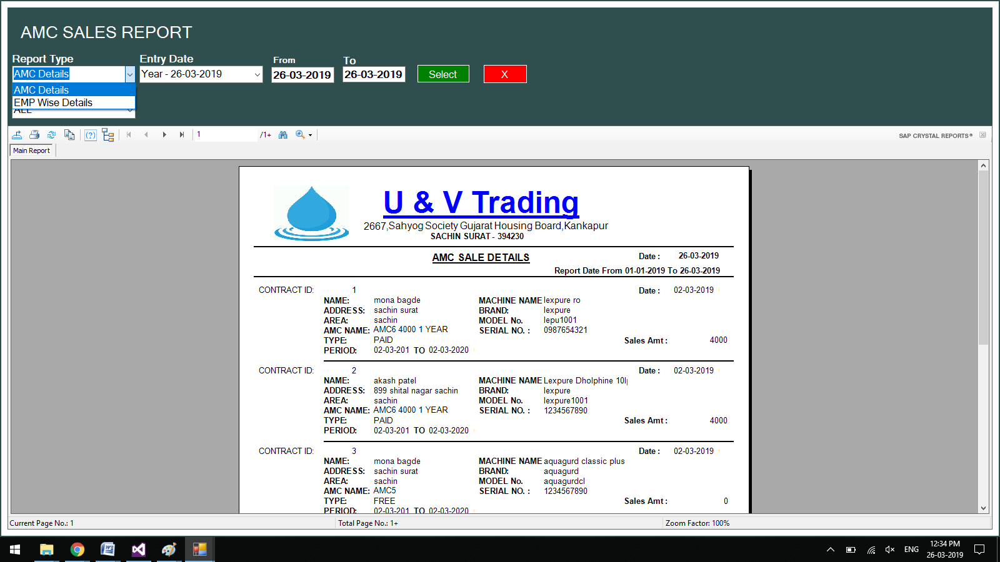 AMC SALES REPORT
Report Type Entry Date From To
AMC Details Year - 26-03-2019 26-03-2019 26-03-2019 Select X
AMC Details
EMP Wise Details
ALL
1 /1+ SAP CRYSTAL REPORTS®
Main Report
U & V Trading
2667,Sahyog Society Gujarat Housing Board,Kankapur
SACHIN SURAT - 394230
AMC SALE DETAILS Date : 26-03-2019
Report Date From 01-01-2019 To 26-03-2019
CONTRACT ID: 1 Date : 02-03-2019
NAME: mona bagde MACHINE NAME lexpure ro
ADDRESS: sachin surat BRAND: lexpure
AREA: sachin MODEL No. lepu1001
AMC NAME: AMC6 4000 1 YEAR SERIAL NO. : 0987654321
TYPE: PAID Sales Amt : 4000
PERIOD: 02-03-201 TO 02-03-2020
CONTRACT ID: 2 Date : 02-03-2019
NAME: akash patel MACHINE NAME Lexpure Dholphine 10l
ADDRESS: 899 shital nagar sachin BRAND: lexpure
AREA: sachin MODEL No. lexpure1001
AMC NAME: AMC6 4000 1 YEAR SERIAL NO. : 1234567890
TYPE: PAID Sales Amt : 4000
PERIOD: 02-03-201 TO 02-03-2020
CONTRACT ID: 3 Date : 02-03-2019
NAME: mona bagde MACHINE NAME aquagurd classic plus
ADDRESS: sachin surat BRAND: aquagurd
AREA: sachin MODEL No. aquagurdcl
AMC NAME: AMC5 SERIAL NO. : 1234567890
TYPE: FREE Sales Amt : 0
PERIOD: 02-03-201 TO 02-03-2020
Current Page No.: 1 Total Page No.: 1+ Zoom Factor: 100%
ENG 12:34 PM
26-03-2019